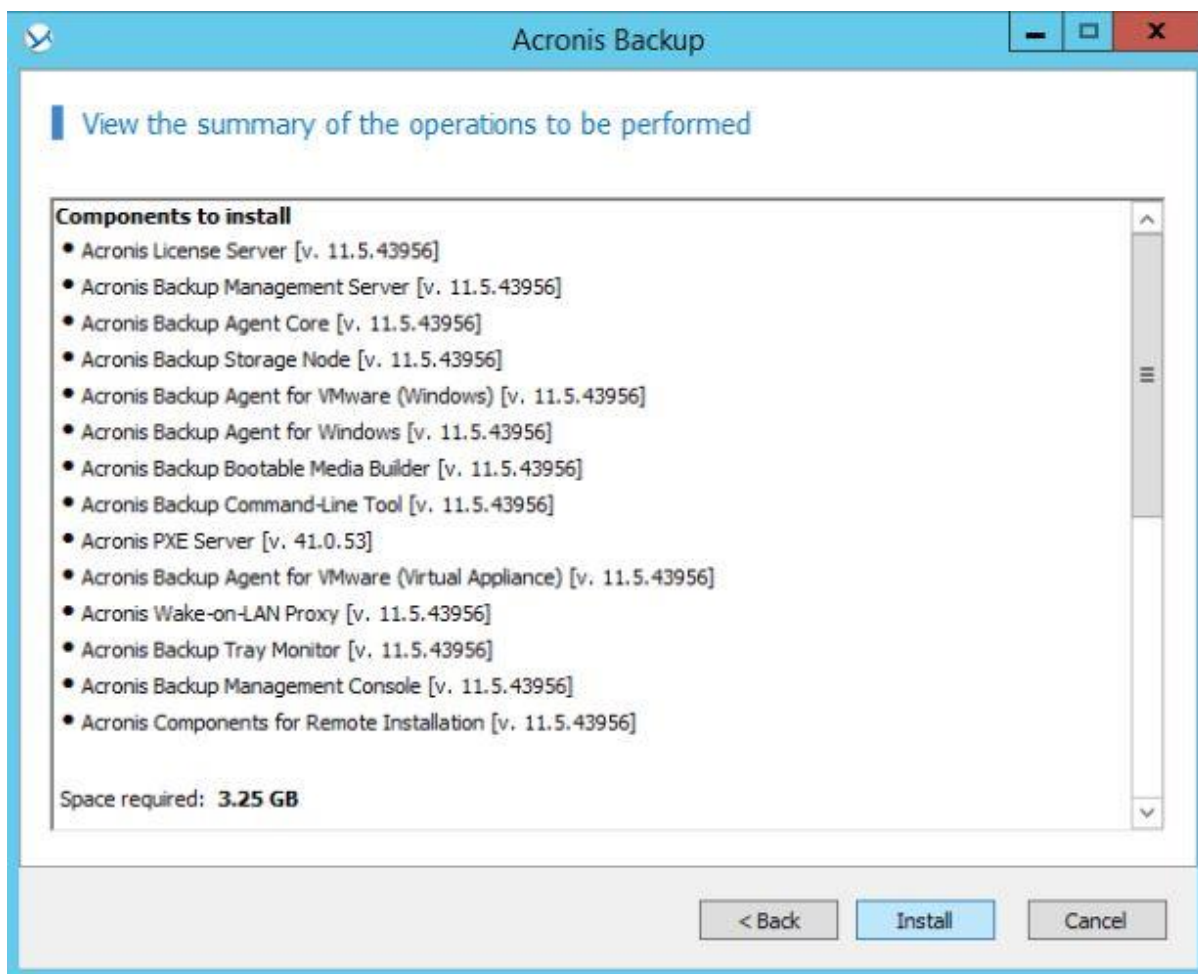 Acronis Backup
View the summary of the operations to be performed
Components to install
• Acronis License Server [v. 11.5.43956]
• Acronis Backup Management Server [v. 11.5.43956]
• Acronis Backup Agent Core [v. 11.5.43956]
• Acronis Backup Storage Node [v. 11.5.43956]
• Acronis Backup Agent for VMware (Windows) [v. 11.5.43956]
• Acronis Backup Agent for Windows [v. 11.5.43956]
• Acronis Backup Bootable Media Builder [v. 11.5.43956]
• Acronis Backup Command-Line Tool [v. 11.5.43956]
• Acronis PXE Server [v. 41.0.53]
• Acronis Backup Agent for VMware (Virtual Appliance) [v. 11.5.43956]
• Acronis Wake-on-LAN Proxy [v. 11.5.43956]
• Acronis Backup Tray Monitor [v. 11.5.43956]
• Acronis Backup Management Console [v. 11.5.43956]
• Acronis Components for Remote Installation [v. 11.5.43956]
Space required: 3.25 GB
< Back Install Cancel